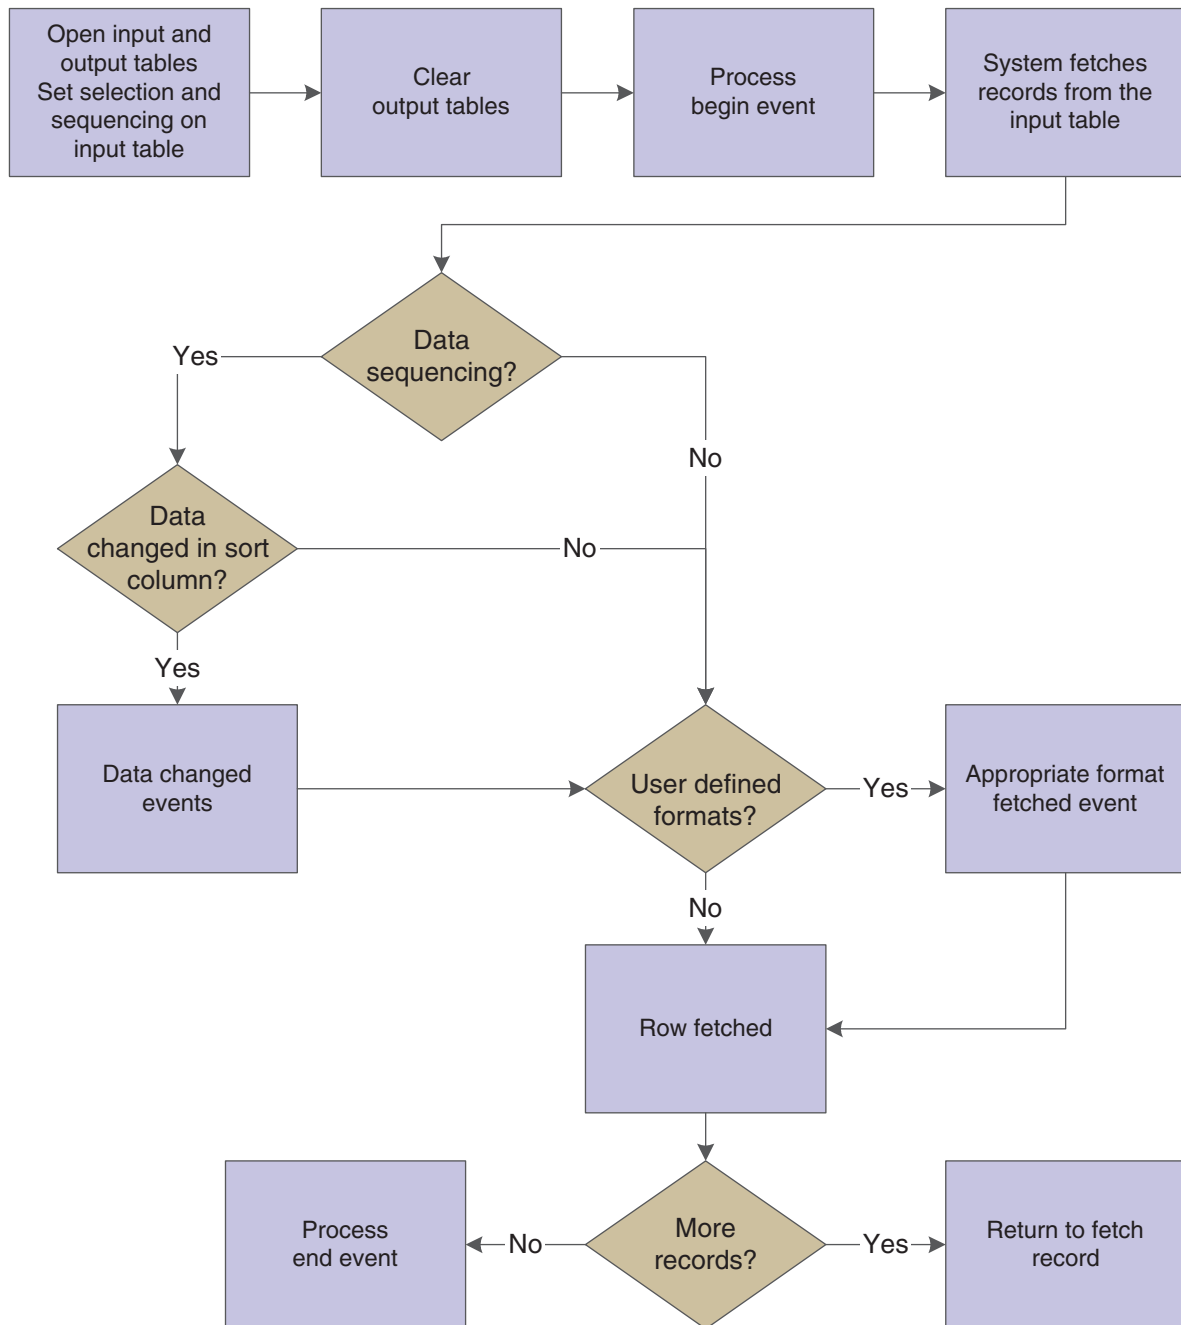 Open input and
output tables
Set selection and
sequencing on
input table
Clear
output tables
Process
begin event
System fetches
records from the
input table
Data
sequencing?
Yes
No
Data
changed in sort
column?
No
Yes
Data changed
events
User defined
formats?
Yes
Appropriate format
fetched event
No
Row fetched
Process
end event
No
More
records?
Yes
Return to fetch
record